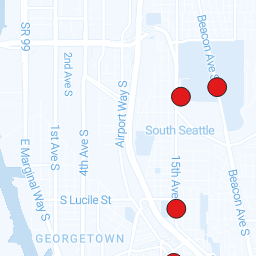 SR 99
2nd Ave S
Beacon Ave S
Airport Way S
1st Ave S
4th Ave S
South Seattle
E Marginal Way S
15th Ave
Beacon Ave S
S Lucile St
GEORGETOWN